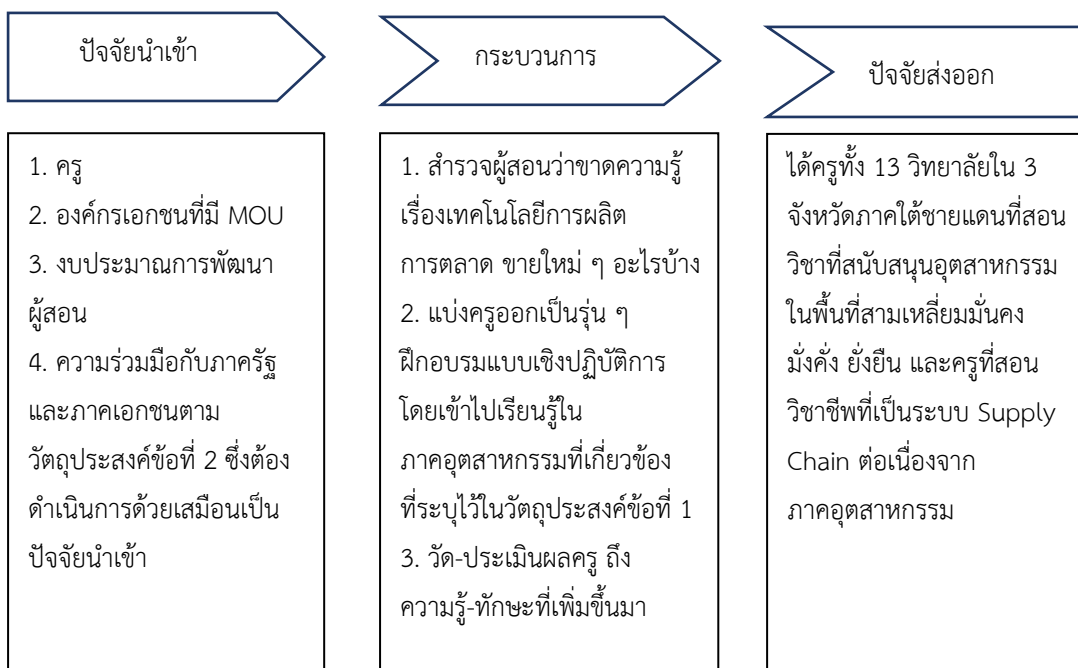 ปัจจัยนำเข้า
1. ครู
2. องค์กรเอกชนที่มี MOU
3. งบประมาณการพัฒนา
ผู้สอน
4. ความร่วมมือกับภาครัฐ
และภาคเอกชนตาม
วัตถุประสงค์ข้อที่ 2 ซึ่งต้อง
ดำเนินการด้วยเสมือนเป็น
ปัจจัยนำเข้า
กระบวนการ
1. สำรวจผู้สอนว่าขาดความรู้
เรื่องเทคโนโลยีการผลิต
การตลาด ขายใหม่ ๆ อะไรบ้าง
2. แบ่งครูออกเป็นรุ่น ๆ
ฝึกอบรมแบบเชิงปฏิบัติการ
โดยเข้าไปเรียนรู้ใน
ภาคอุตสาหกรรมที่เกี่ยวข้อง
ที่ระบุไว้ในวัตถุประสงค์ข้อที่ 1
3. วัด-ประเมินผลครู ถึง
ความรู้-ทักษะที่เพิ่มขึ้นมา
ปัจจัยส่งออก
ได้ครูทั้ง 13 วิทยาลัยใน 3
จังหวัดภาคใต้ชายแดนที่สอน
วิชาที่สนับสนุนอุตสาหกรรม
ในพื้นที่สามเหลี่ยมมั่นคง
มั่งคั่ง ยั่งยืน และครูที่สอน
วิชาชีพที่เป็นระบบ Supply
Chain ต่อเนื่องจาก
ภาคอุตสาหกรรม